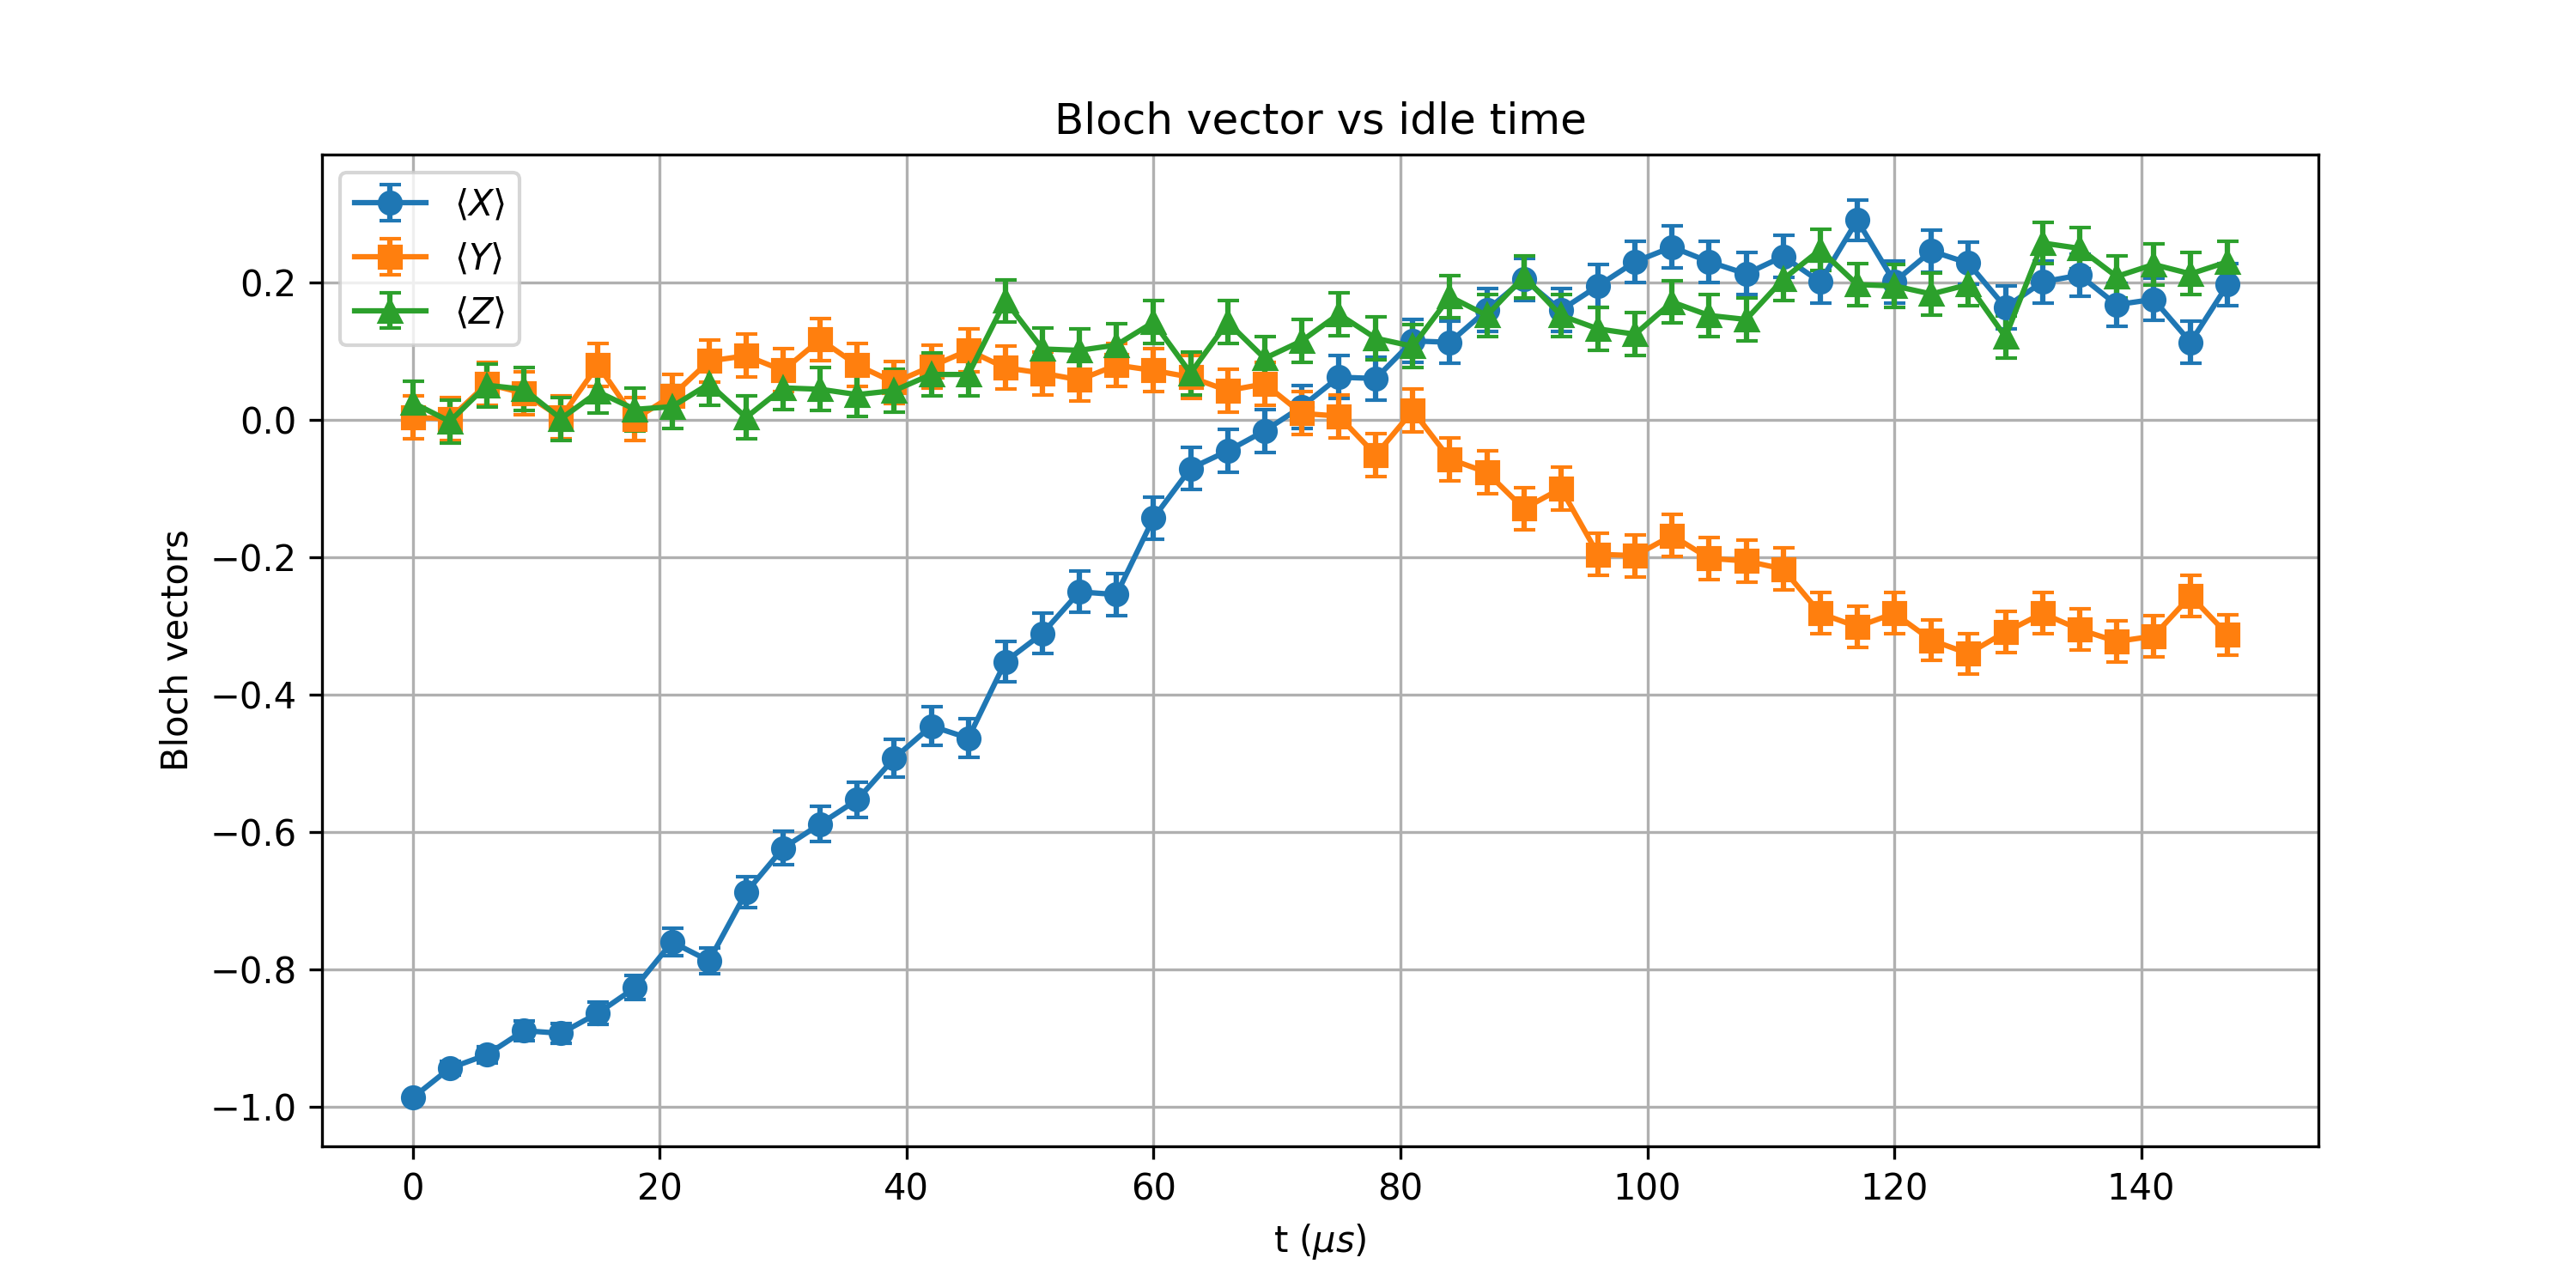 Bloch vector vs idle time
⟨X⟩
⟨Y⟩
⟨Z⟩
Bloch vectors
0.2
0.0
−0.2
−0.4
−0.6
−0.8
−1.0
0 20 40 60 80 100 120 140
t (μs)